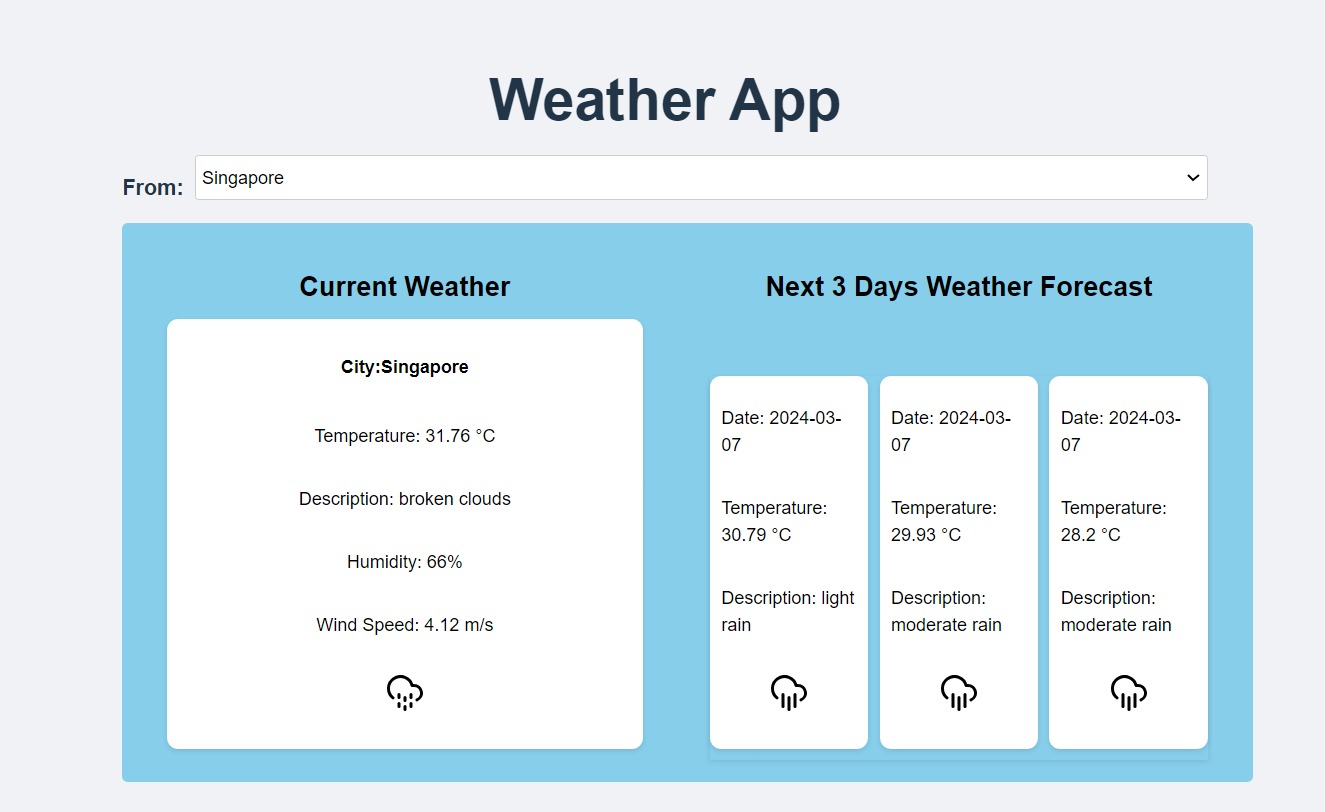 Weather App
From:
Singapore
Current Weather
City:Singapore
Temperature: 31.76 °C
Description: broken clouds
Humidity: 66%
Wind Speed: 4.12 m/s
Next 3 Days Weather Forecast
Date: 2024-03-
07
Temperature:
30.79 °C
Description: light
rain
Date: 2024-03-
07
Temperature:
29.93 °C
Description:
moderate rain
Date: 2024-03-
07
Temperature:
28.2 °C
Description:
moderate rain